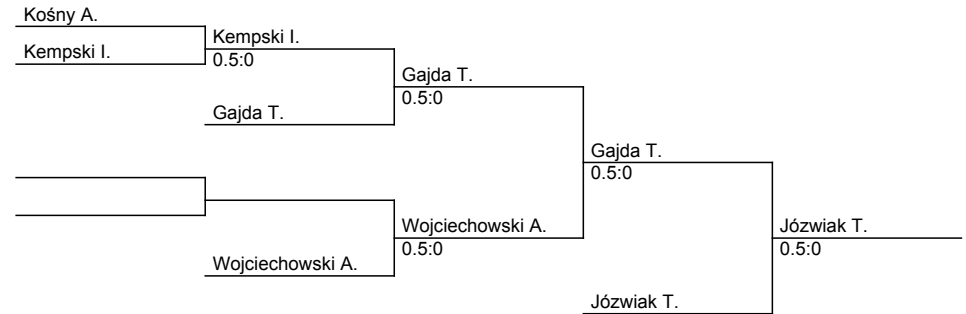 Kośny A.
Kempski I.
Kempski I.
0.5:0
Gajda T.
Gajda T.
0.5:0
Gajda T.
0.5:0
Wojciechowski A.
0.5:0
Wojciechowski A.
Józwiak T.
0.5:0
Józwiak T.